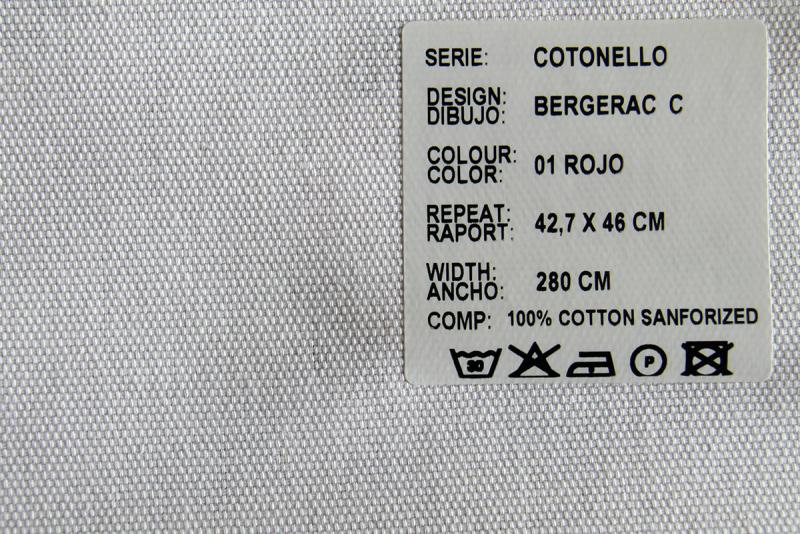 SERIE: COTONELLO
DESIGN:
DIBUJO: BERGERAC C
COLOUR:
COLOR: 01 ROJO
REPEAT:
RAPORT: 42,7 X 46 CM
WIDTH:
ANCHO: 280 CM
COMP: 100% COTTON SANFORIZED
30 P